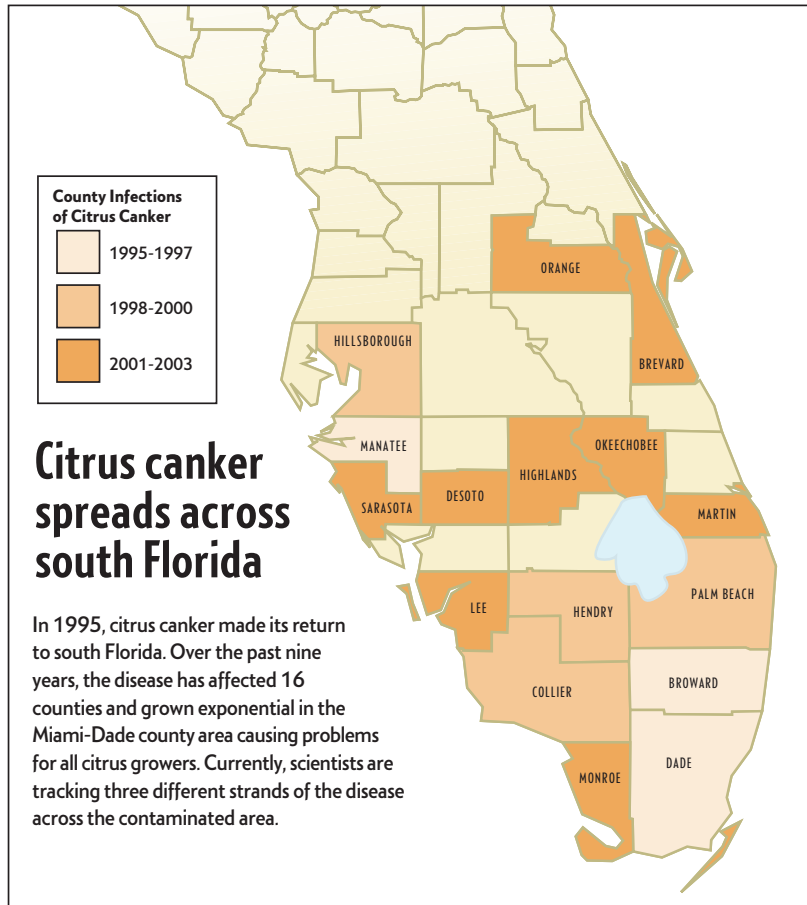 County Infections
of Citrus Canker
1995-1997
1998-2000
2001-2003
Citrus canker
spreads across
south Florida
In 1995, citrus canker made its return
to south Florida. Over the past nine
years, the disease has affected 16
counties and grown exponential in the
Miami-Dade county area causing problems
for all citrus growers. Currently, scientists are
tracking three different strands of the disease
across the contaminated area.
ORANGE
BREVARD
HILLSBOROUGH
MANATEE
OKEECHOBEE
HIGHLANDS
DESOTO
SARASOTA
MARTIN
PALM BEACH
LEE
HENDRY
BROWARD
COLLIER
DADE
MONROE